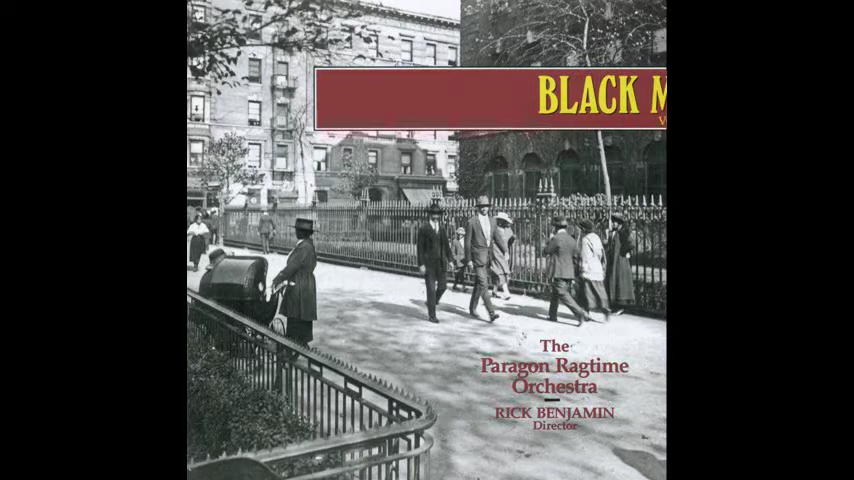 BLACK M
V
The
Paragon Ragtime
Orchestra
RICK BENJAMIN
Director